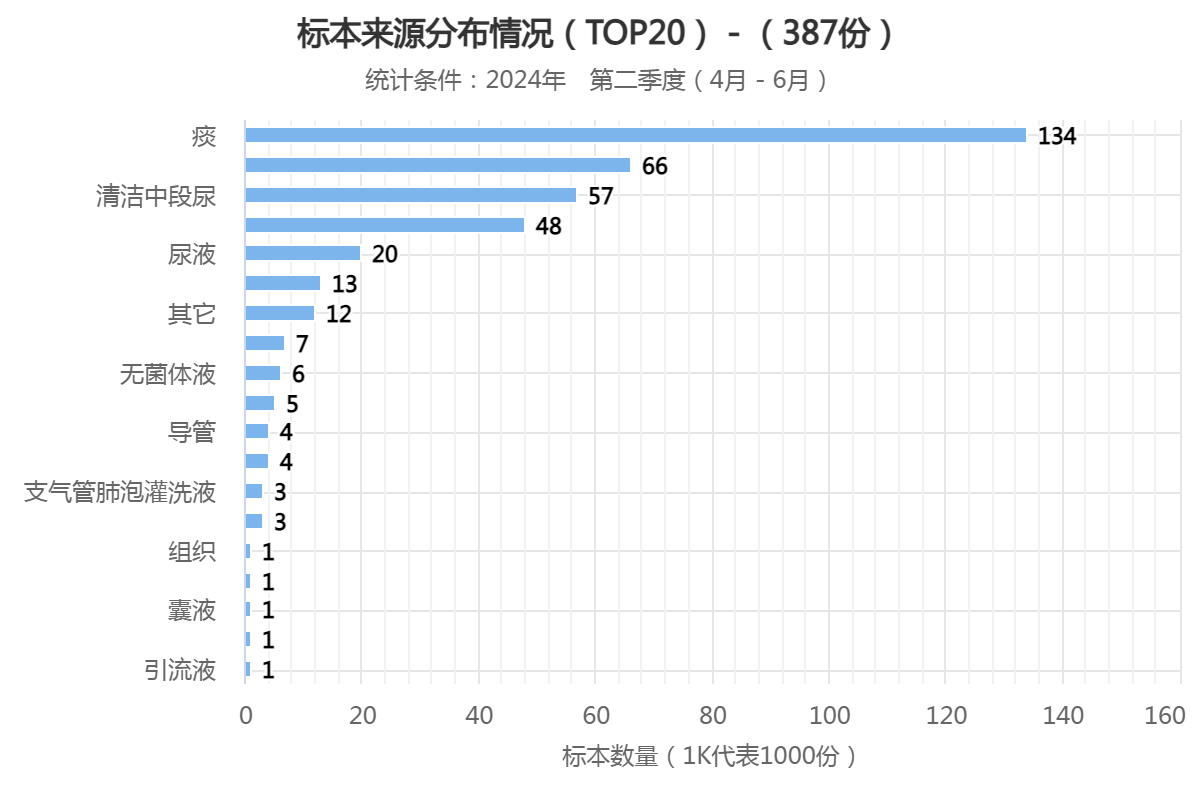 标本来源分布情况（TOP20） - （387份）
统计条件：2024年 第二季度（4月 - 6月）
痰 134
66
清洁中段尿 57
48
尿液 20
13
其它 12
7
无菌体液 6
5
导管 4
4
支气管肺泡灌洗液 3
3
组织 1
1
囊液 1
1
引流液 1
0 20 40 60 80 100 120 140 160
标本数量（1K代表1000份）